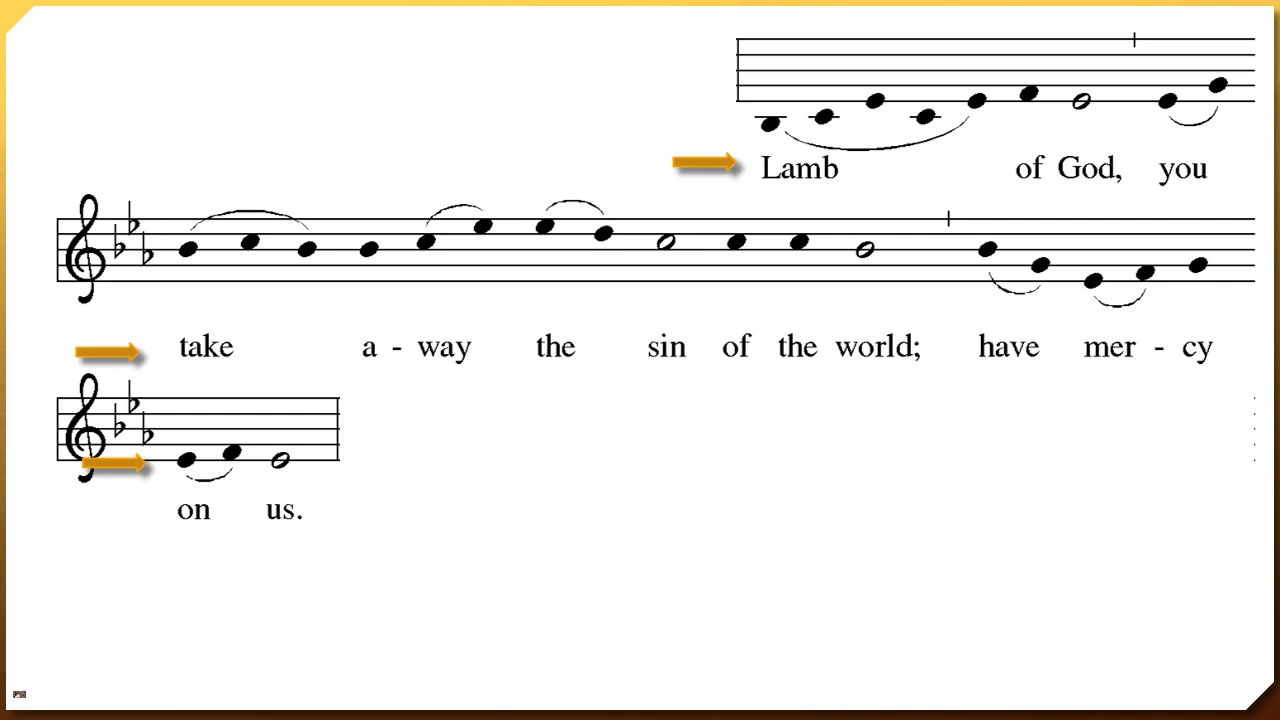 Lamb of God, you
take a - way the sin of the world; have mer - cy
on us.